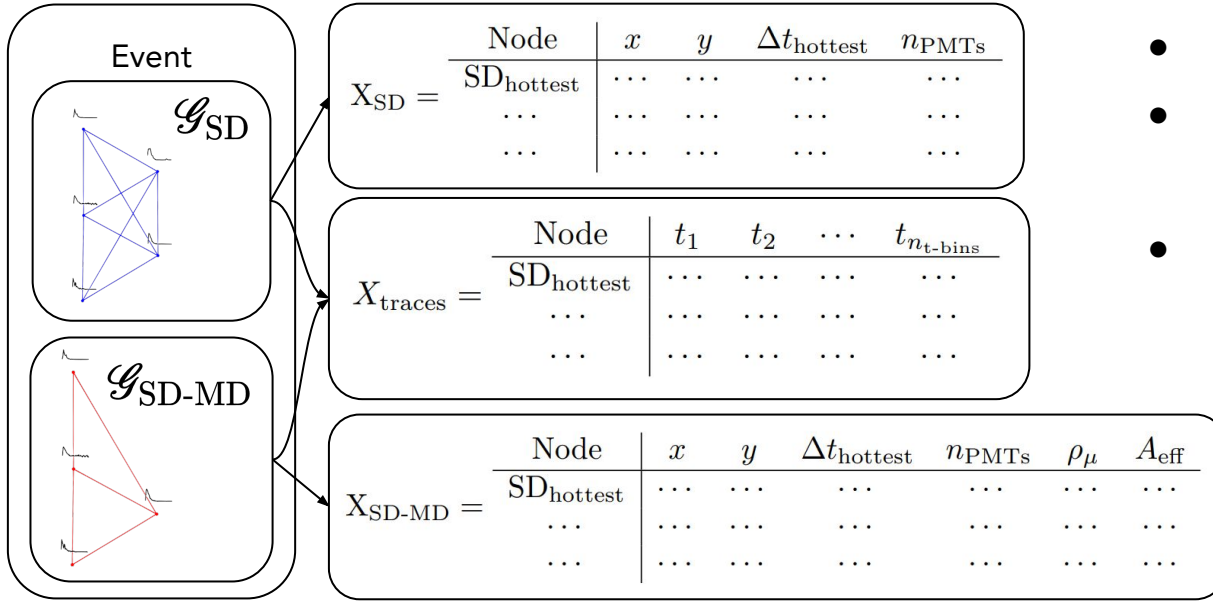 Event
𝒢SD
𝒢SD-MD
XSD =
Node x y Δthottest nPMTs
SDhottest ··· ··· ··· ···
··· ··· ··· ··· ···
··· ··· ··· ··· ···
Xtraces =
Node t1 t2 ··· tnt-bins
SDhottest ··· ··· ··· ···
··· ··· ··· ··· ···
··· ··· ··· ··· ···
XSD-MD =
Node x y Δthottest nPMTs ρμ Aeff
SDhottest ··· ··· ··· ··· ··· ···
··· ··· ··· ··· ··· ··· ···
··· ··· ··· ··· ··· ··· ···